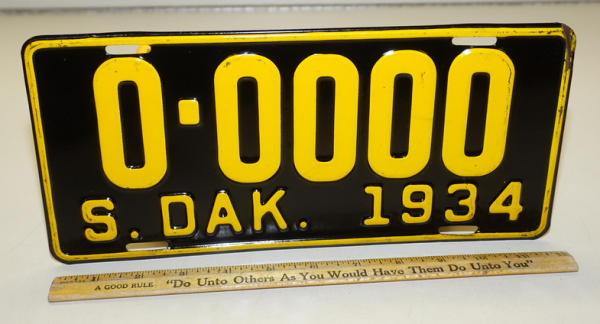 0·0000
S. DAK. 1934
A GOOD RULE "Do Unto Others As You Would Have Them Do Unto You"